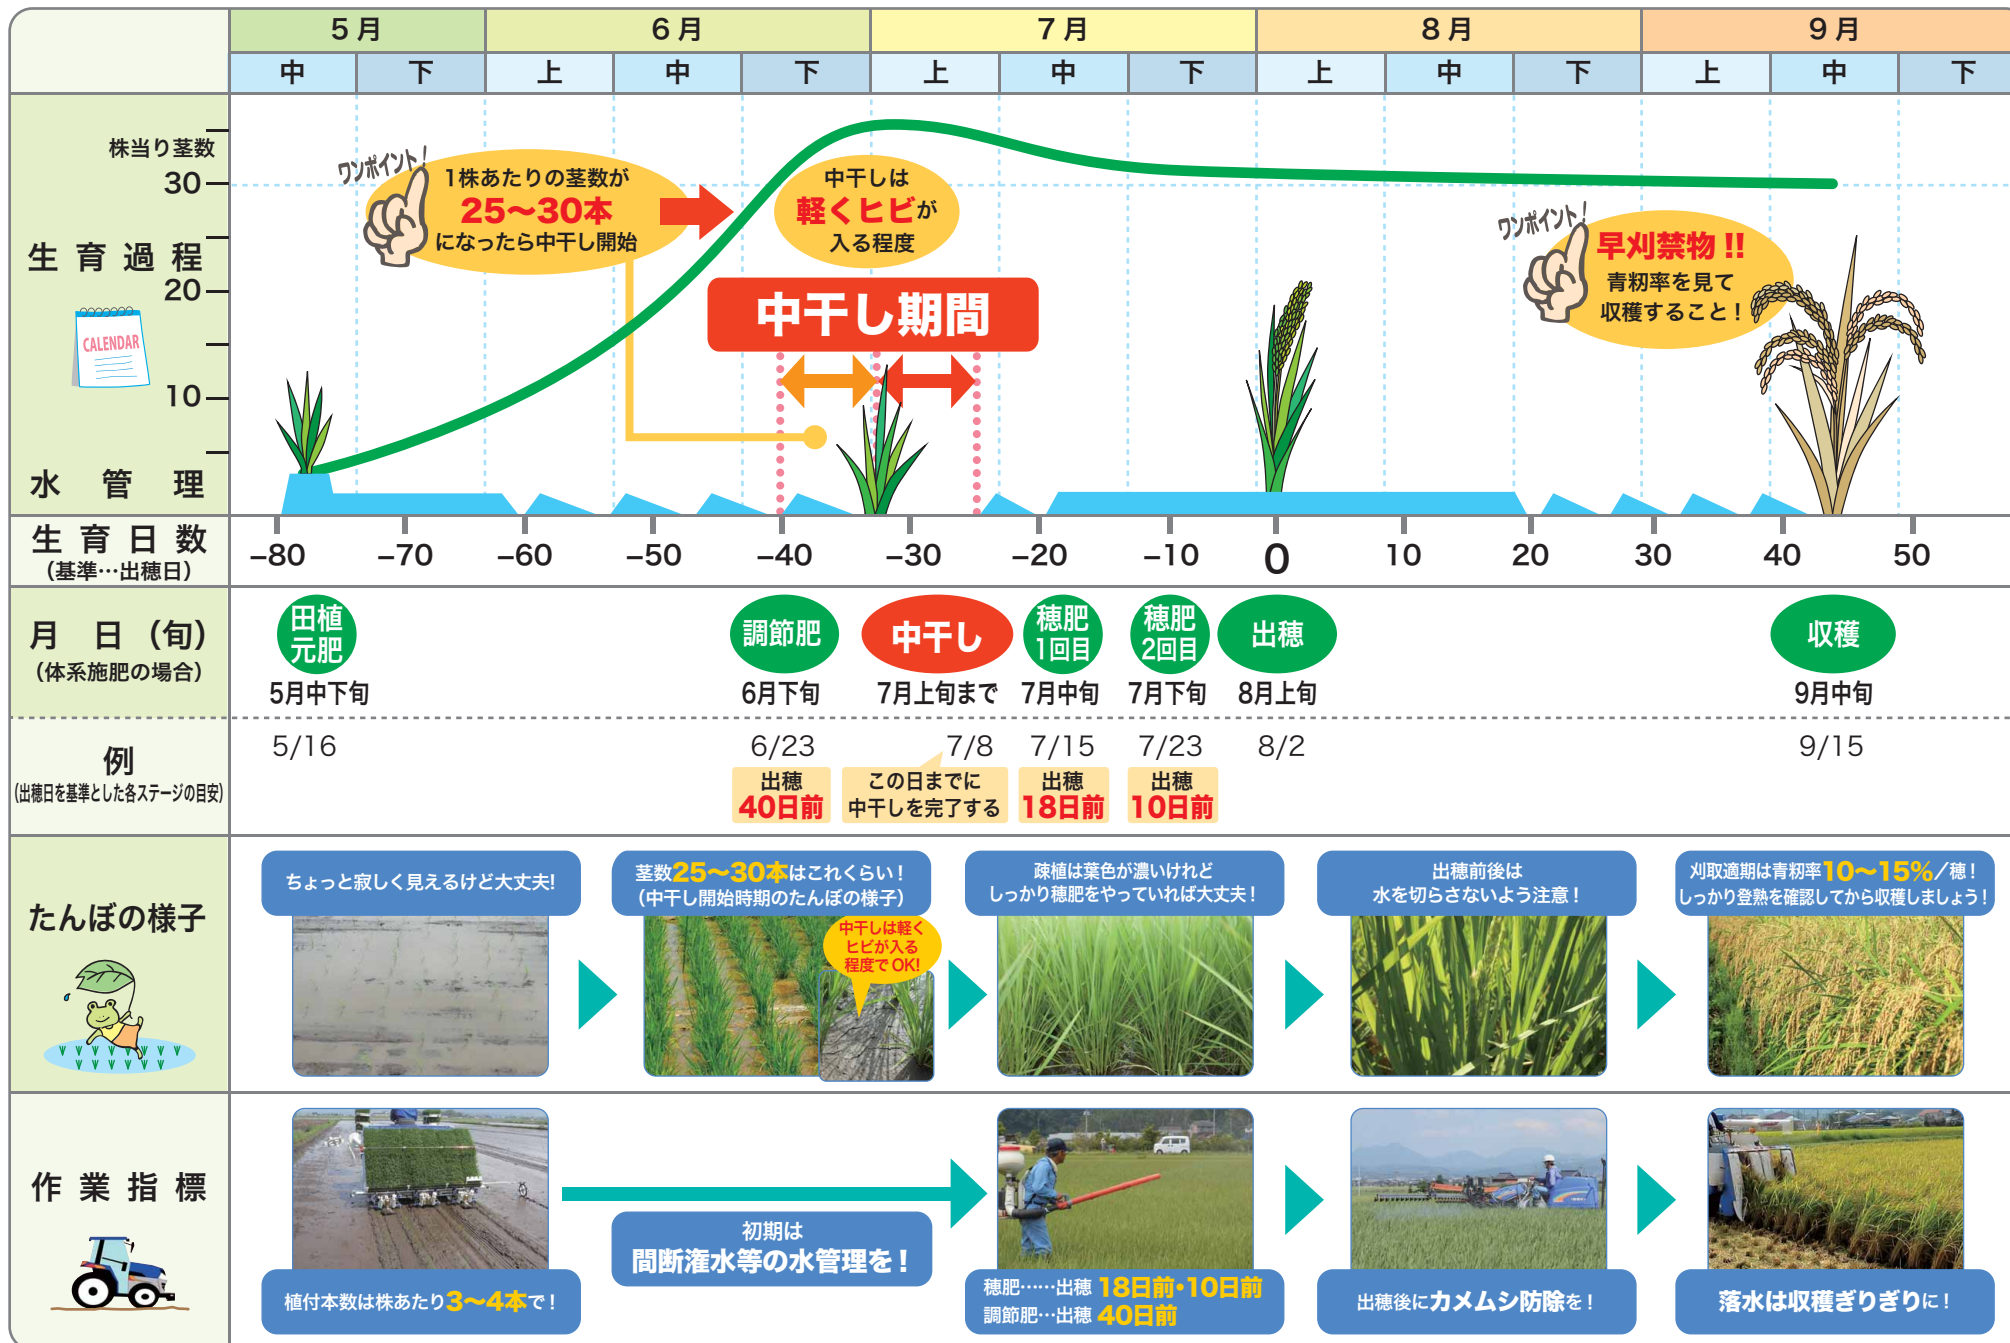 5月 6月 7月 8月 9月
中 下 上 中 下 上 中 下 上 中 下 上 中 下
株当り茎数
30
20
10
生育過程
CALENDAR
水管理
ワンポイント!
1株あたりの茎数が
25〜30本
になったら中干し開始
中干しは
軽くヒビが
入る程度
中干し期間
ワンポイント!
早刈禁物!!
青籾率を見て
収穫すること!
生育日数
(基準…出穂日)
−80 −70 −60 −50 −40 −30 −20 −10 0 10 20 30 40 50
月日(旬)
(体系施肥の場合)
田植
元肥
5月中下旬
調節肥
6月下旬
中干し
7月上旬まで
穂肥
1回目
7月中旬
穂肥
2回目
7月下旬
出穂
8月上旬
収穫
9月中旬
例
(出穂日を基準とした各ステージの目安)
5/16 6/23 7/8 7/15 7/23 8/2 9/15
出穂
40日前
この日までに
中干しを完了する
出穂
18日前
出穂
10日前
たんぼの様子
ちょっと寂しく見えるけど大丈夫!
茎数25〜30本はこれくらい!
(中干し開始時期のたんぼの様子)
中干しは軽く
ヒビが入る
程度でOK!
疎植は葉色が濃いけれど
しっかり穂肥をやっていれば大丈夫!
出穂前後は
水を切らさないよう注意!
刈取適期は青籾率10〜15%/穂!
しっかり登熟を確認してから収穫しましょう!
作業指標
植付本数は株あたり3〜4本で!
初期は
間断潅水等の水管理を!
穂肥……出穂 18日前・10日前
調節肥…出穂 40日前
出穂後にカメムシ防除を!
落水は収穫ぎりぎりに!